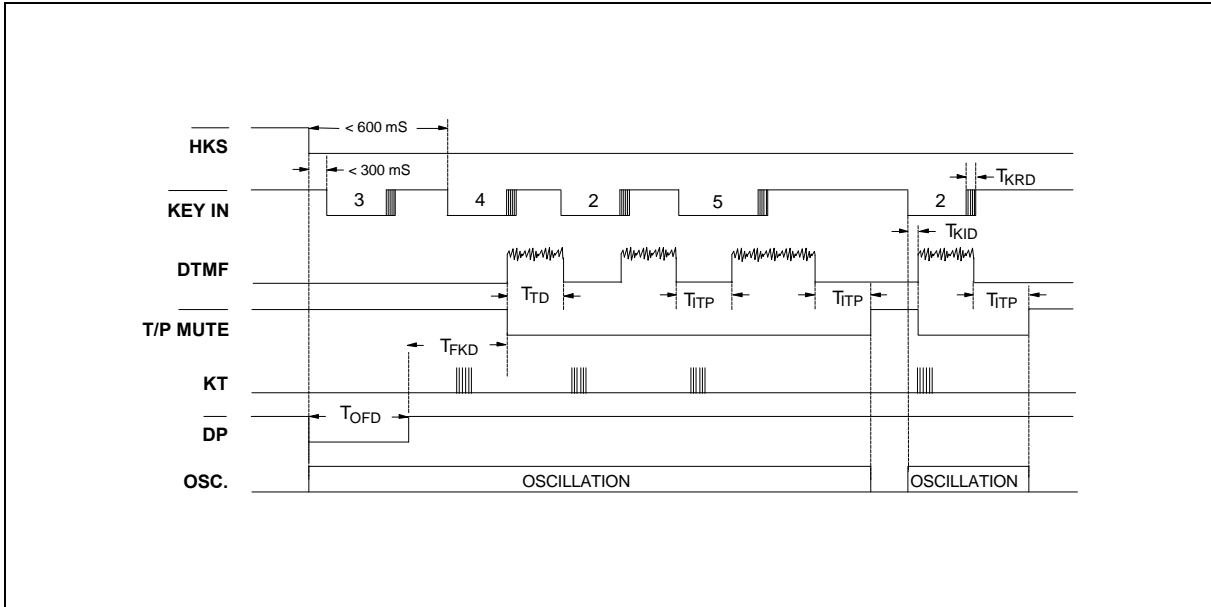 < 600 mS
HKS
< 300 mS
TKRD
KEY IN
3
4
2
5
2
TKID
DTMF
TTD
TITP
TITP
TITP
T/P MUTE
TFKD
KT
TOFD
DP
OSC.
OSCILLATION
OSCILLATION